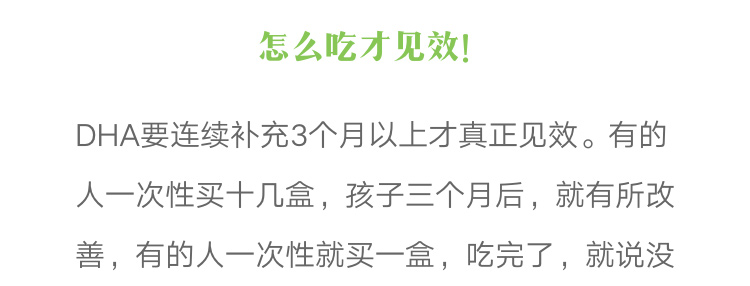 怎么吃才见效！
DHA要连续补充3个月以上才真正见效。有的
人一次性买十几盒，孩子三个月后，就有所改
善，有的人一次性就买一盒，吃完了，就说没